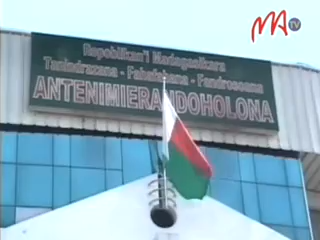 MA TV
Repoblikan'i Madagasikara
Tanindrazana - Fahafahana - Fandrosoana
ANTENIMIERANDOHOLONA